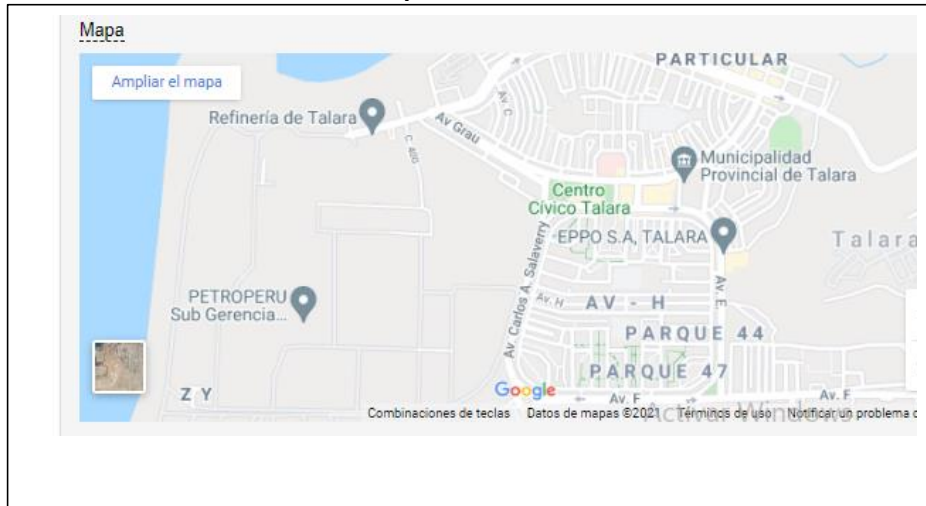 Mapa
Ampliar el mapa
PARTICULAR
Refinería de Talara
Av Grau
Av. C
C. 400
Municipalidad
Provincial de Talara
Centro
Cívico Talara
EPPO S.A, TALARA
Talara
Av. Carlos A. Salaverry
PETROPERU
Sub Gerencia...
Av. H
AV - H
Av. E
PARQUE 44
PARQUE 47
Z Y
Google
Av. F
Av. F
Combinaciones de teclas
Datos de mapas ©2021
Términos de uso
Notificar un problema
Activar Windows